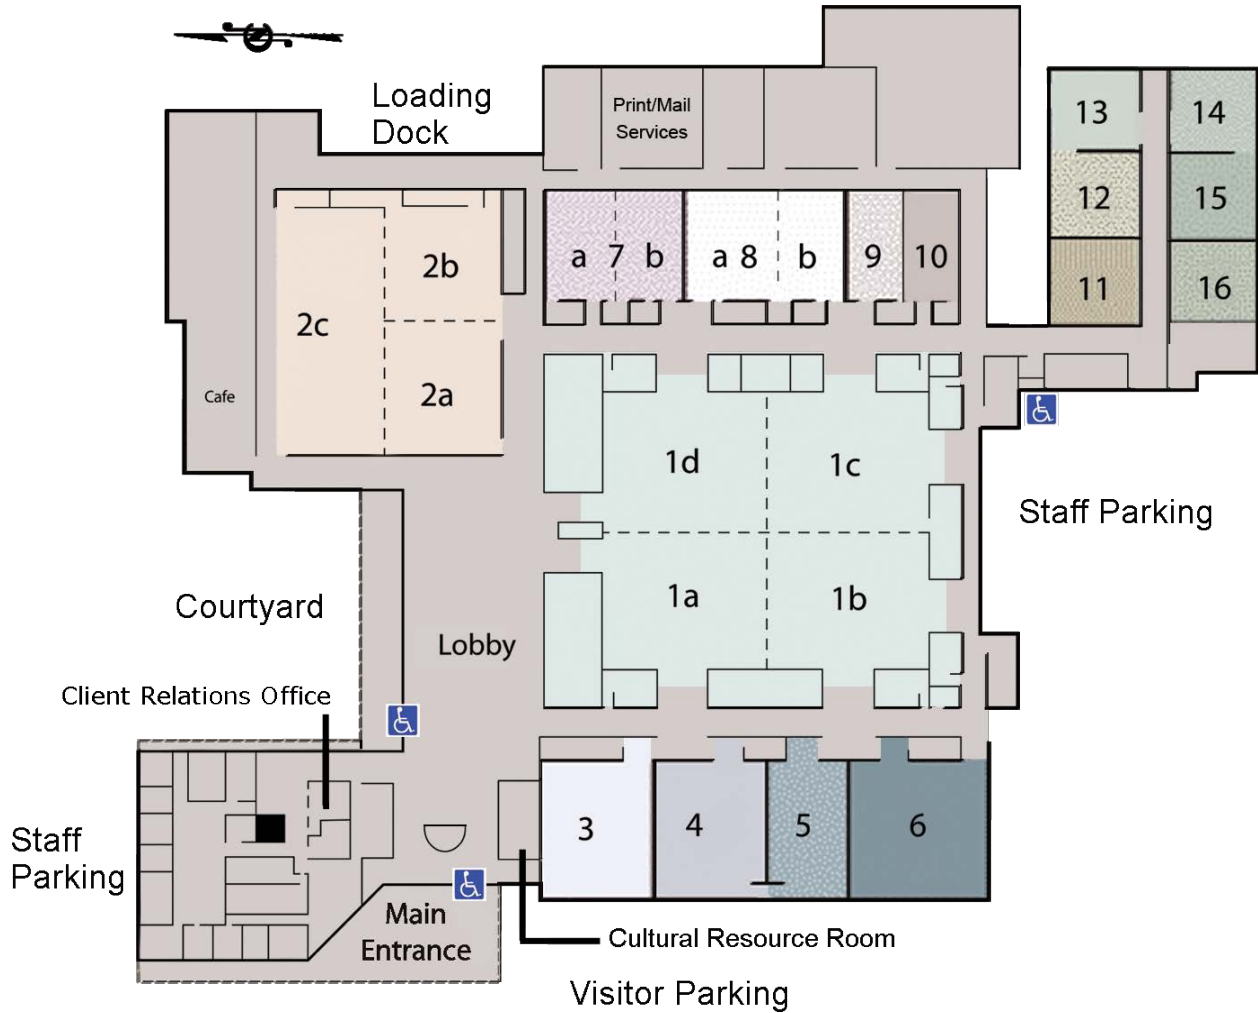 Loading
Dock
Print/Mail
Services
13
14
12
15
11
16
a 7 b
a 8 b
9
10
2b
2c
2a
Cafe
1d
1c
Staff Parking
1a
1b
Courtyard
Lobby
Client Relations Office
3
4
5
6
Staff
Parking
Main
Entrance
Cultural Resource Room
Visitor Parking